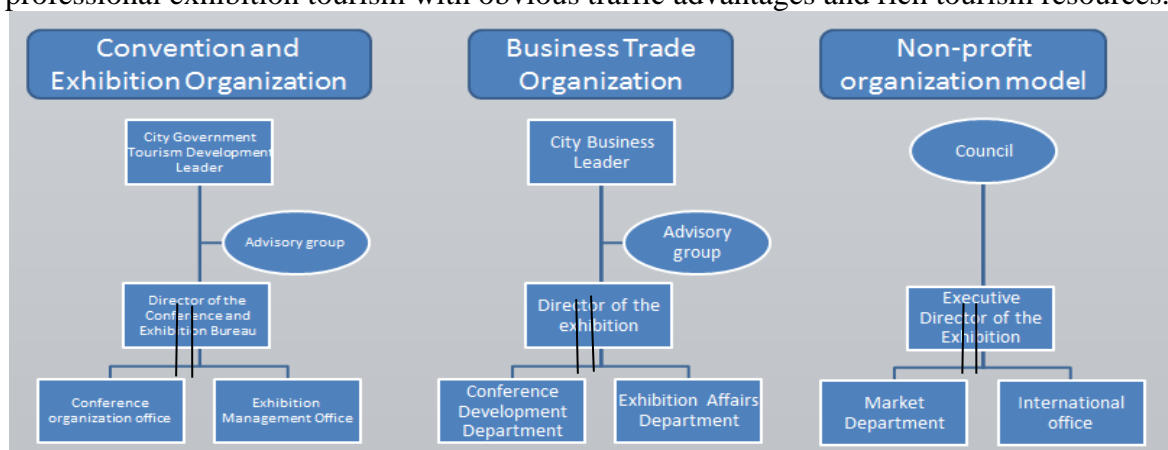 professional exhibition tourism with obvious traffic advantages and rich tourism resources.
Convention and
Exhibition Organization
Business Trade
Organization
Non-profit
organization model
City Government
Tourism Development
Leader
City Business
Leader
Council
Advisory group
Advisory
group
Director of the
Conference and
Exhibition Bureau
Director of the
exhibition
Executive
Director of the
Exhibition
Conference
organization office
Exhibition
Management Office
Conference
Development
Department
Exhibition Affairs
Department
Market
Department
International
office